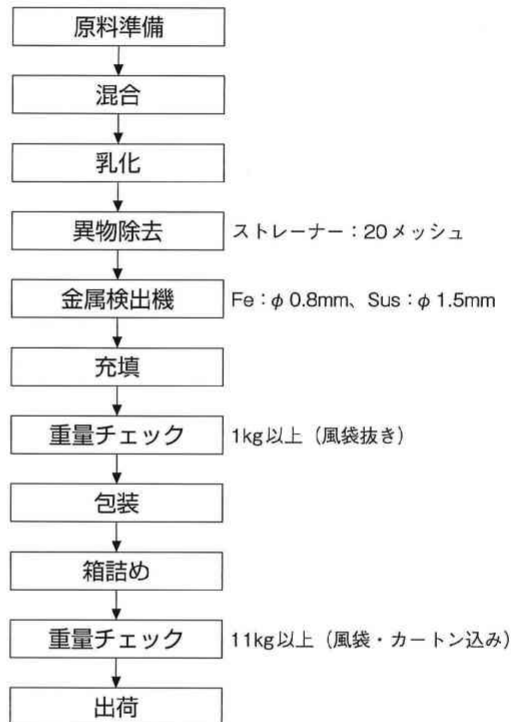 原料準備
混合
乳化
異物除去 ストレーナー：20メッシュ
金属検出機 Fe：φ 0.8mm、Sus：φ 1.5mm
充填
重量チェック 1kg以上（風袋抜き）
包装
箱詰め
重量チェック 11kg以上（風袋・カートン込み）
出荷